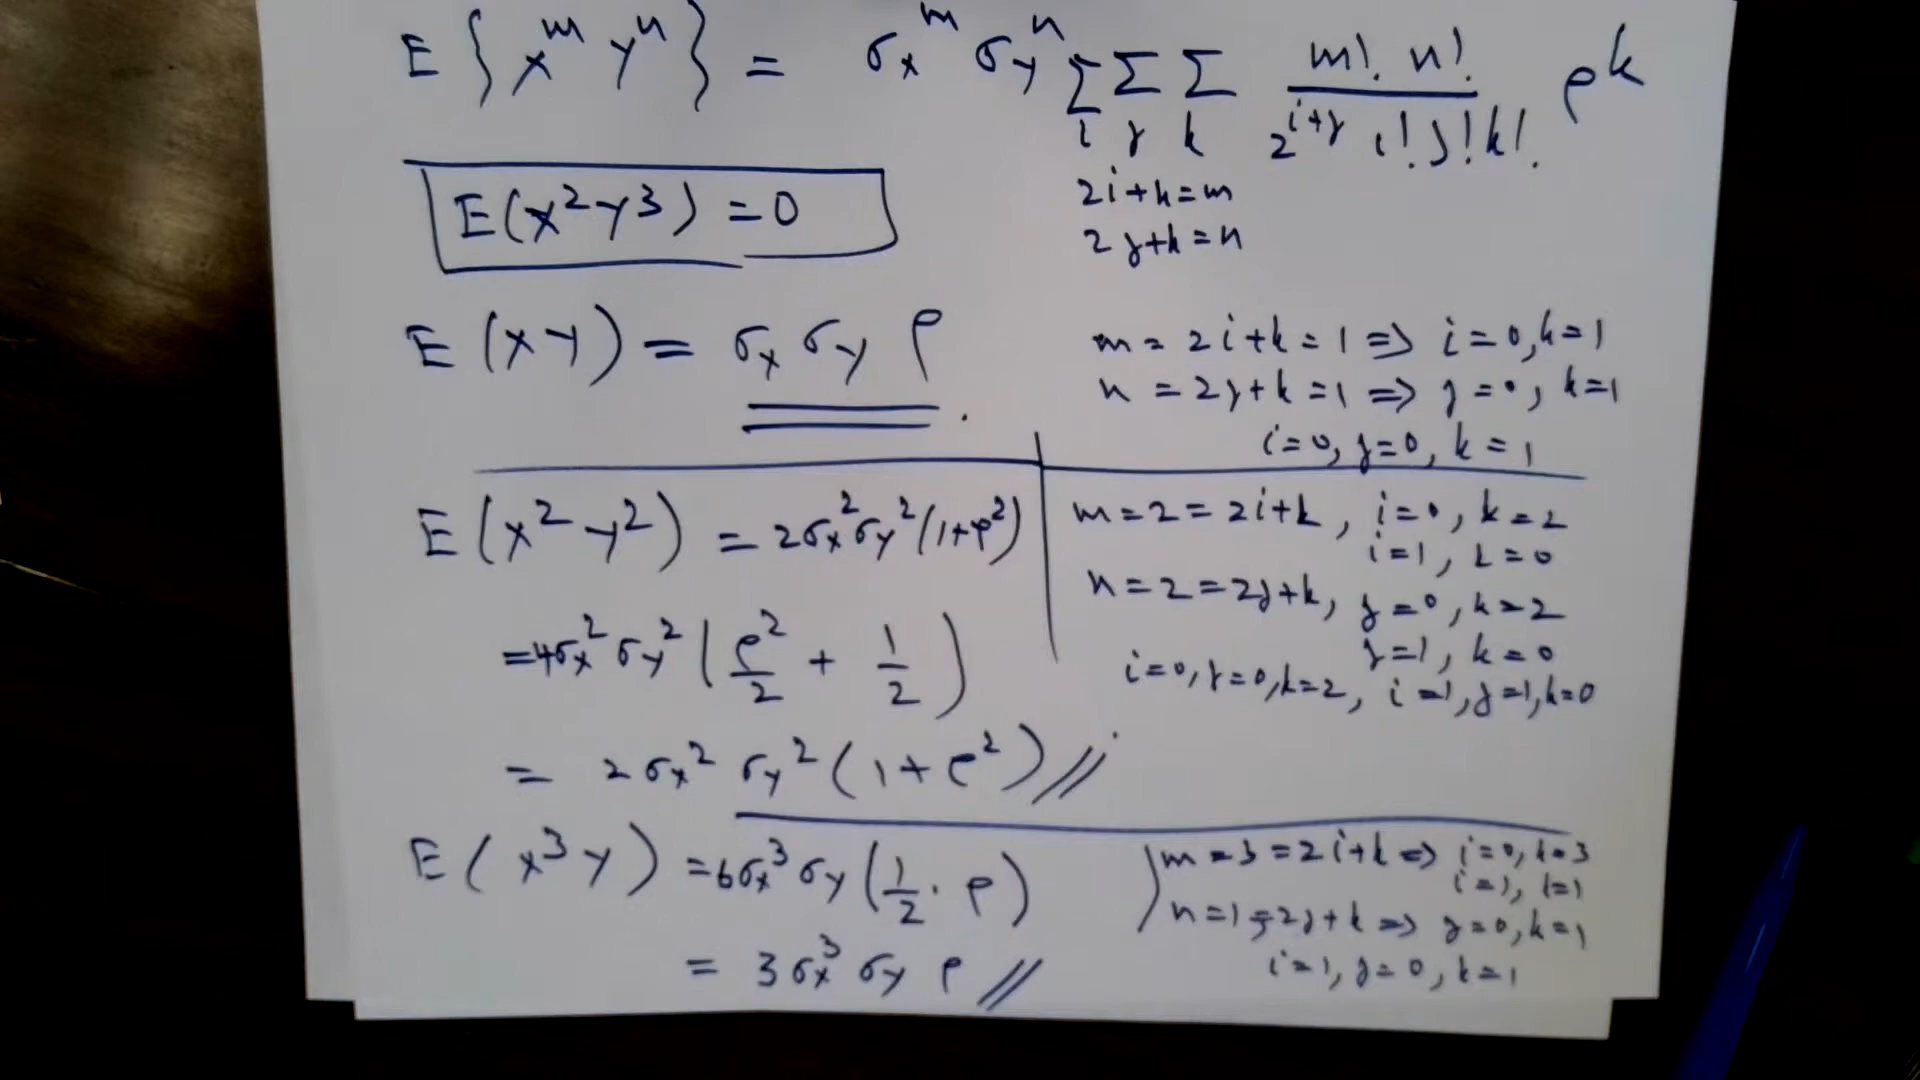 E{x^m y^n} = σx^m σy^n Σ Σ Σ m! n! / 2^(i+j) i! j! k! ρ^k
i j k
2i+k=m
2j+k=n
E(x²y³) = 0
E(xy) = σx σy ρ
m = 2i+k = 1 ⇒ i=0, k=1
n = 2j+k = 1 ⇒ j=0, k=1
i=0, j=0, k=1
E(x²y²) = 2σx²σy²(1+ρ²)
m=2=2i+k, i=0, k=2
i=1, k=0
n=2=2j+k, j=0, k=2
j=1, k=0
i=0, j=0, k=2, i=1, j=1, k=0
=4σx²σy²(ρ²/2 + 1/2)
= 2σx²σy²(1+ρ²)//
E(x³y) = 6σx³σy(1/2 · ρ)
m=3=2i+k ⇒ i=0, k=3
i=1, k=1
n=1=2j+k ⇒ j=0, k=1
i=1, j=0, k=1
= 3σx³σyρ//